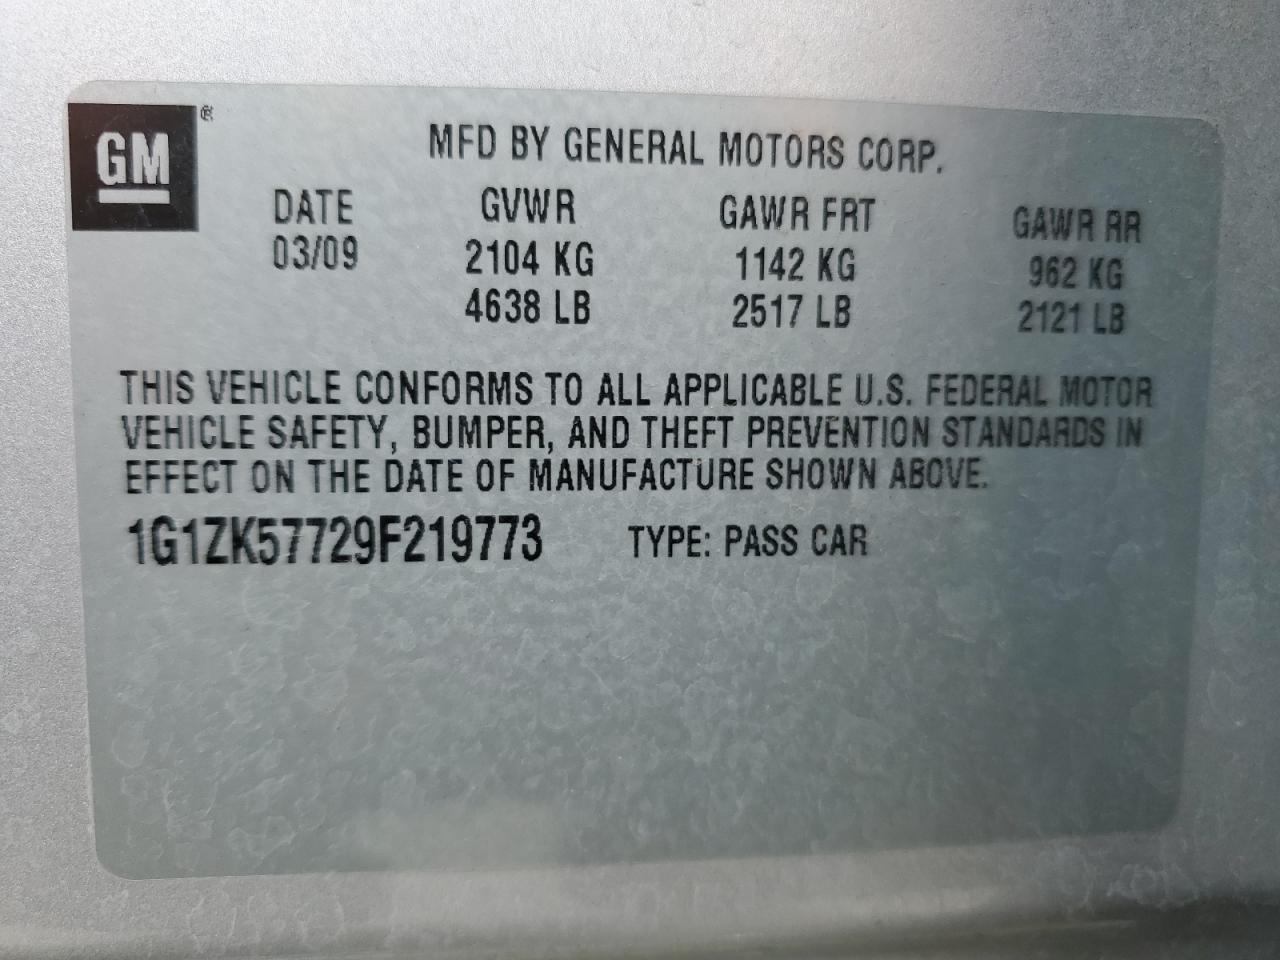 GM®
MFD BY GENERAL MOTORS CORP.
DATE GVWR GAWR FRT GAWR RR
03/09 2104 KG 1142 KG 962 KG
4638 LB 2517 LB 2121 LB
THIS VEHICLE CONFORMS TO ALL APPLICABLE U.S. FEDERAL MOTOR
VEHICLE SAFETY, BUMPER, AND THEFT PREVENTION STANDARDS IN
EFFECT ON THE DATE OF MANUFACTURE SHOWN ABOVE.
1G1ZK57729F219773 TYPE: PASS CAR